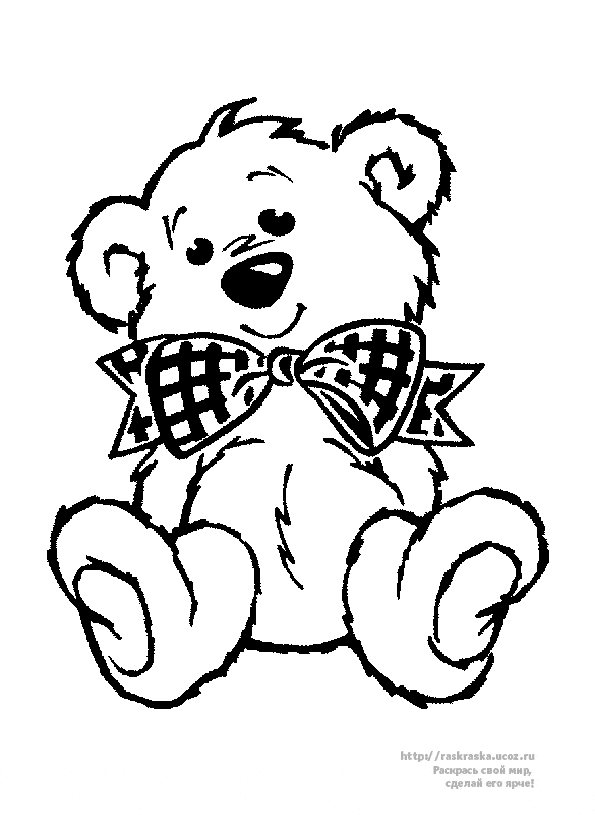 http://raskraska.ucoz.ru
Раскрась свой мир,
сделай его ярче!